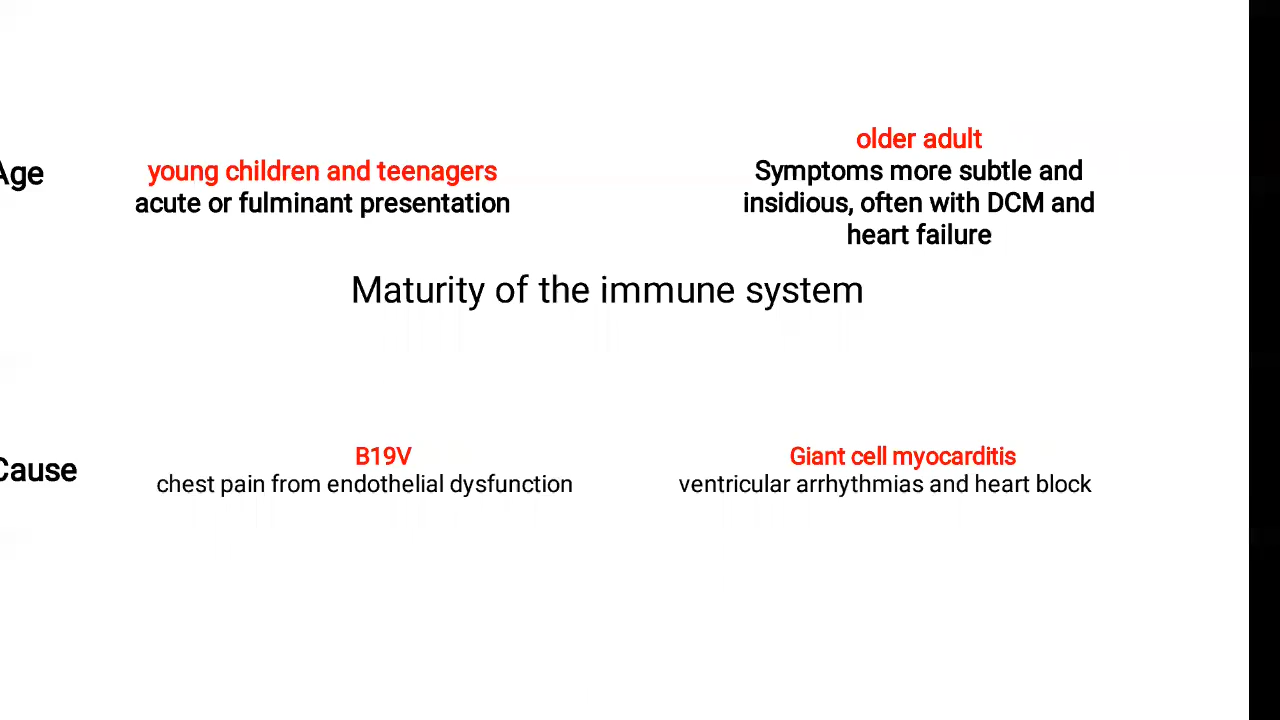 Age
young children and teenagers
acute or fulminant presentation
older adult
Symptoms more subtle and
insidious, often with DCM and
heart failure
Maturity of the immune system
Cause
B19V
chest pain from endothelial dysfunction
Giant cell myocarditis
ventricular arrhythmias and heart block